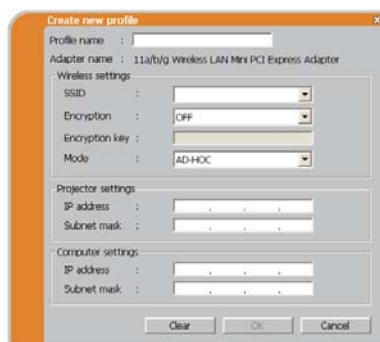 Create new profile x
Profile name :
Adapter name : 11a/b/g Wireless LAN Mini PCI Express Adapter
Wireless settings
SSID :
Encryption : OFF
Encryption key :
Mode : AD-HOC
Projector settings
IP address : . . .
Subnet mask : . . .
Computer settings
IP address : . . .
Subnet mask : . . .
Clear OK Cancel